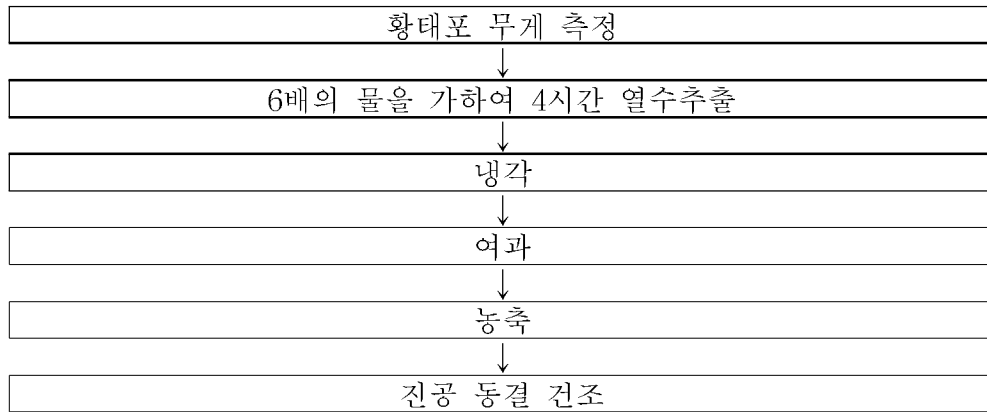 황태포 무게 측정
↓
6배의 물을 가하여 4시간 열수추출
↓
냉각
↓
여과
↓
농축
↓
진공 동결 건조